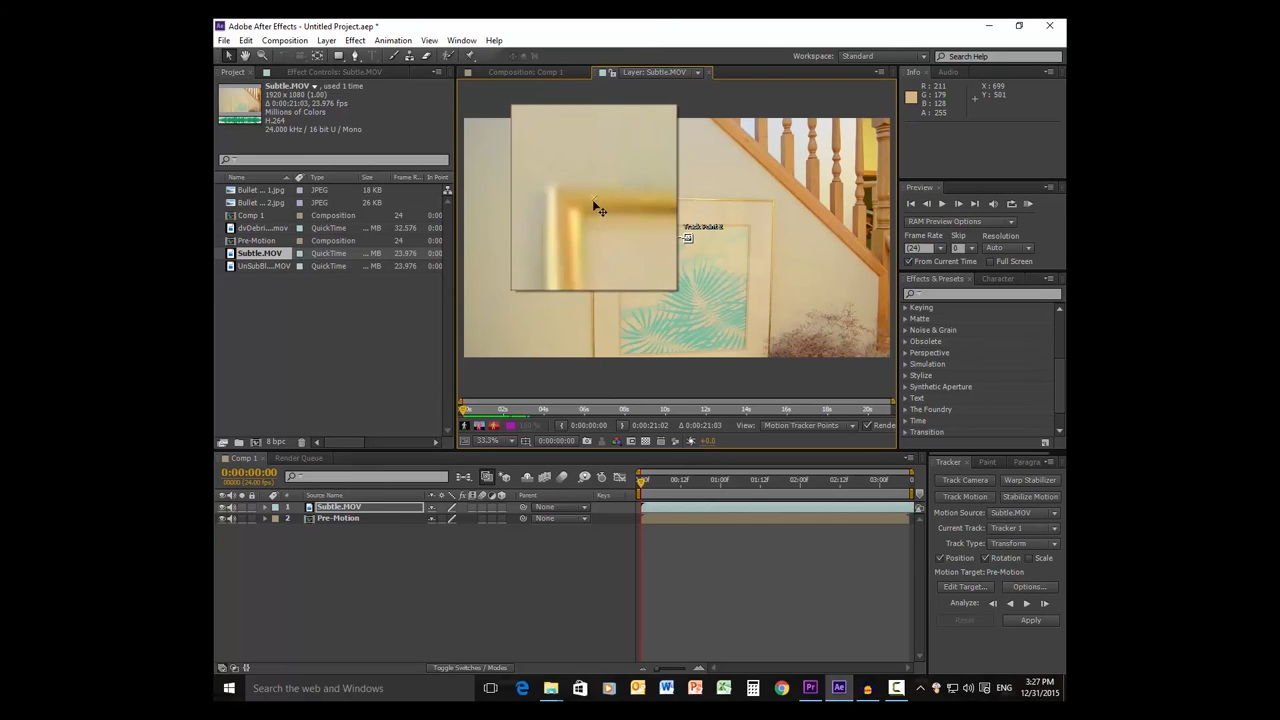 Adobe After Effects - Untitled Project.aep *
File Edit Composition Layer Effect Animation View Window Help
Workspace: Standard Search Help
Project Effect Controls: Subtle.MOV Composition: Comp 1 Layer: Subtle.MOV Info Audio
Subtle.MOV , used 1 time
1920 x 1080 (1.00)
Δ 0:00:21:03, 23.976 fps
Millions of Colors
H.264
24.000 kHz / 16 bit U / Mono
R : 211
G : 179
B : 128
A : 255
X : 699
Y : 501
Name Type Size Frame R... In Point
Bullet ... 1.jpg JPEG 18 KB
Bullet ... 2.jpg JPEG 26 KB
Comp 1 Composition 24 0:00
dvDebri....mov QuickTime ... MB 32.576 0:00
Pre-Motion Composition 24 0:00
Subtle.MOV QuickTime ... MB 23.976 0:00
UnSubBl....MOV QuickTime ... MB 23.976 0:00
Track Point 2
Preview
RAM Preview Options
Frame Rate Skip Resolution
(24) 0 Auto
From Current Time Full Screen
Effects & Presets Character
Keying
Matte
Noise & Grain
Obsolete
Perspective
Simulation
Stylize
Synthetic Aperture
Text
The Foundry
Time
Transition
02s 04s 06s 08s 10s 12s 14s 16s 18s 20s
100 % 0:00:00:00 0:00:21:02 Δ 0:00:21:03 View: Motion Tracker Points Rende
33.3% 0:00:00:00 +0.0
8 bpc
Comp 1 Render Queue
0:00:00:00
00000 (24.00 fps)
00:12f 01:00f 01:12f 02:00f 02:12f 03:00f
# Source Name Parent Keys
1 Subtle.MOV None
2 Pre-Motion None
Toggle Switches / Modes
Tracker Paint Paragra
Track Camera Warp Stabilizer
Track Motion Stabilize Motion
Motion Source: Subtle.MOV
Current Track: Tracker 1
Track Type: Transform
Position Rotation Scale
Motion Target: Pre-Motion
Edit Target... Options...
Analyze:
Reset Apply
Search the web and Windows
ENG
3:27 PM
12/31/2015